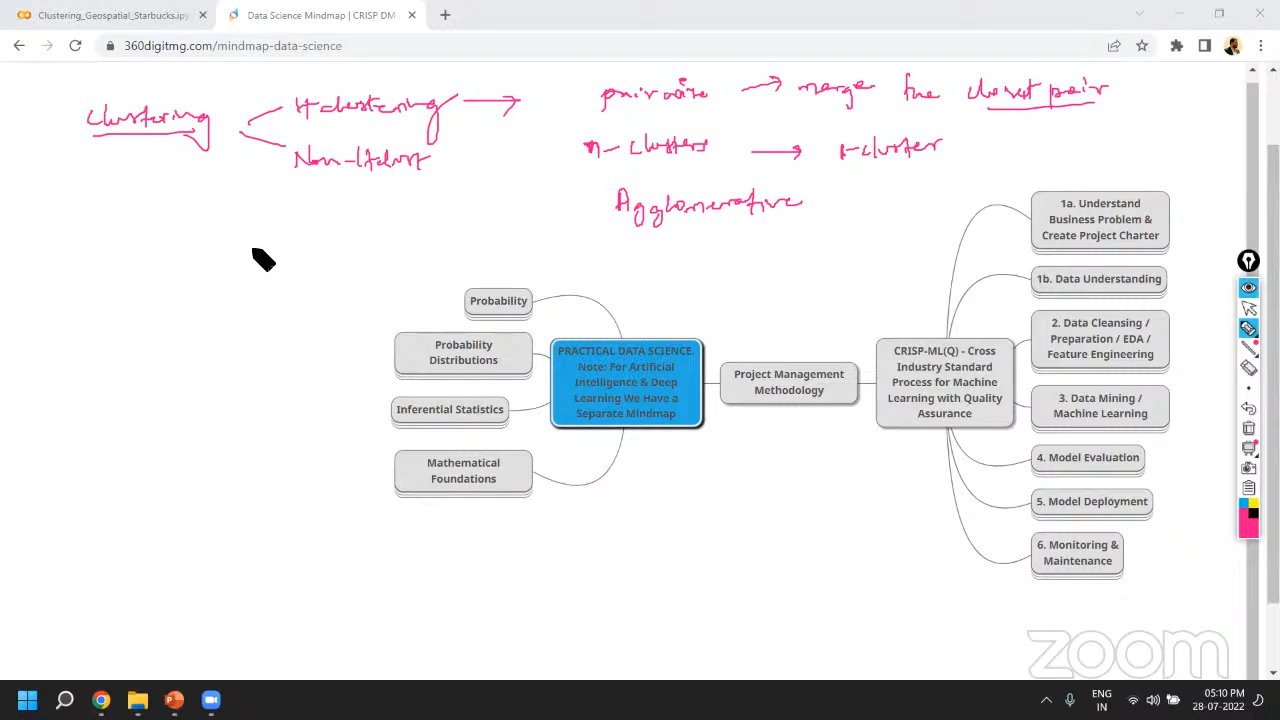 Clustering_Geospatial_Starbucks.ipy
Data Science Mindmap | CRISP DM
360digitmg.com/mindmap-data-science
clustering
H-clustering
Non-H clust
pairwise → merge the closest pair
n-clusters → 1-cluster
Agglomerative
Probability
Probability
Distributions
Inferential Statistics
Mathematical
Foundations
PRACTICAL DATA SCIENCE.
Note: For Artificial
Intelligence & Deep
Learning We Have a
Separate Mindmap
Project Management
Methodology
CRISP-ML(Q) - Cross
Industry Standard
Process for Machine
Learning with Quality
Assurance
1a. Understand
Business Problem &
Create Project Charter
1b. Data Understanding
2. Data Cleansing /
Preparation / EDA /
Feature Engineering
3. Data Mining /
Machine Learning
4. Model Evaluation
5. Model Deployment
6. Monitoring &
Maintenance
zoom
ENG
IN
05:10 PM
28-07-2022